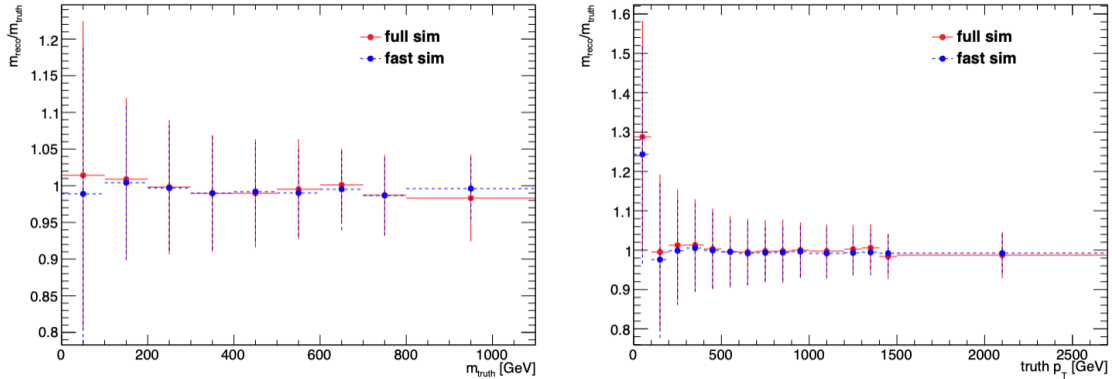 m_reco/m_truth
full sim
fast sim
1.2
1.15
1.1
1.05
1
0.95
0.9
0.85
0.8
0 200 400 600 800 1000
m_truth [GeV]
m_reco/m_truth
full sim
fast sim
1.6
1.5
1.4
1.3
1.2
1.1
1
0.9
0.8
0 500 1000 1500 2000 2500
truth p_T [GeV]